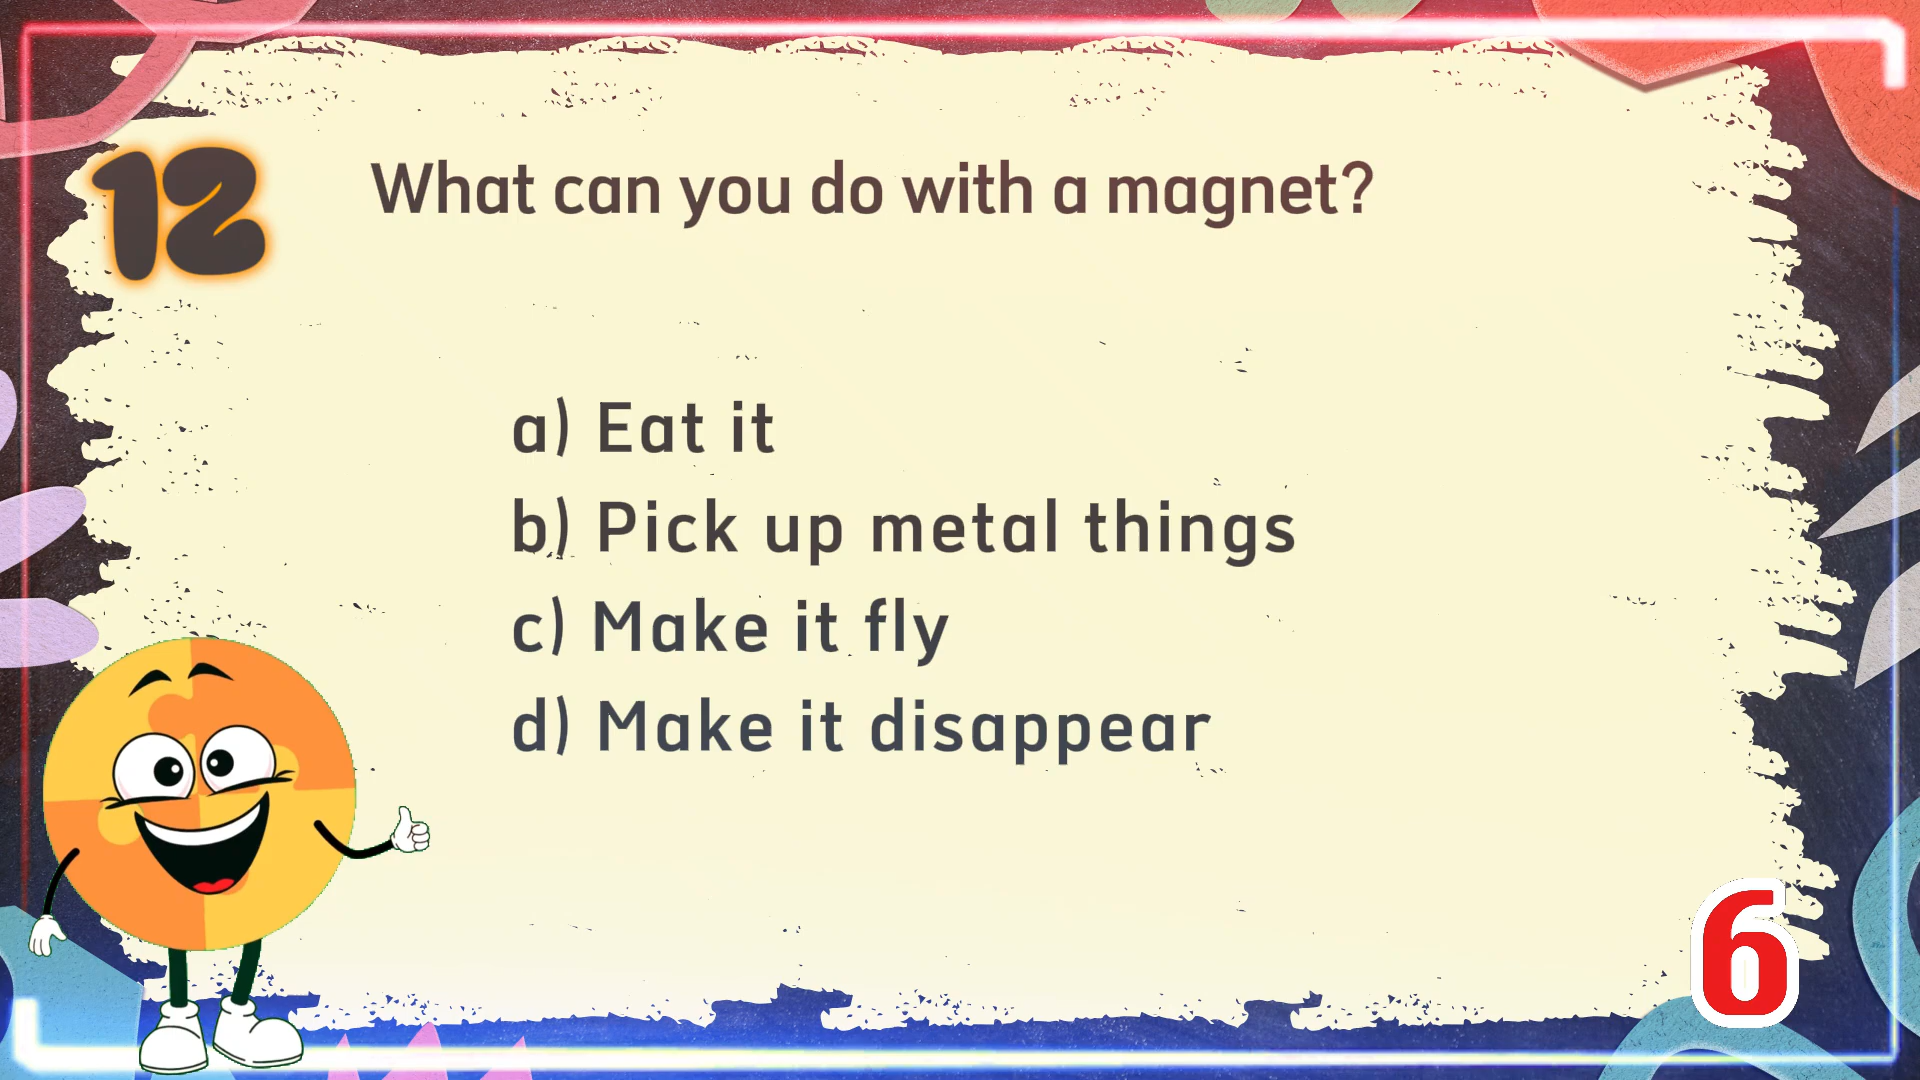 12
What can you do with a magnet?
a) Eat it
b) Pick up metal things
c) Make it fly
d) Make it disappear
6